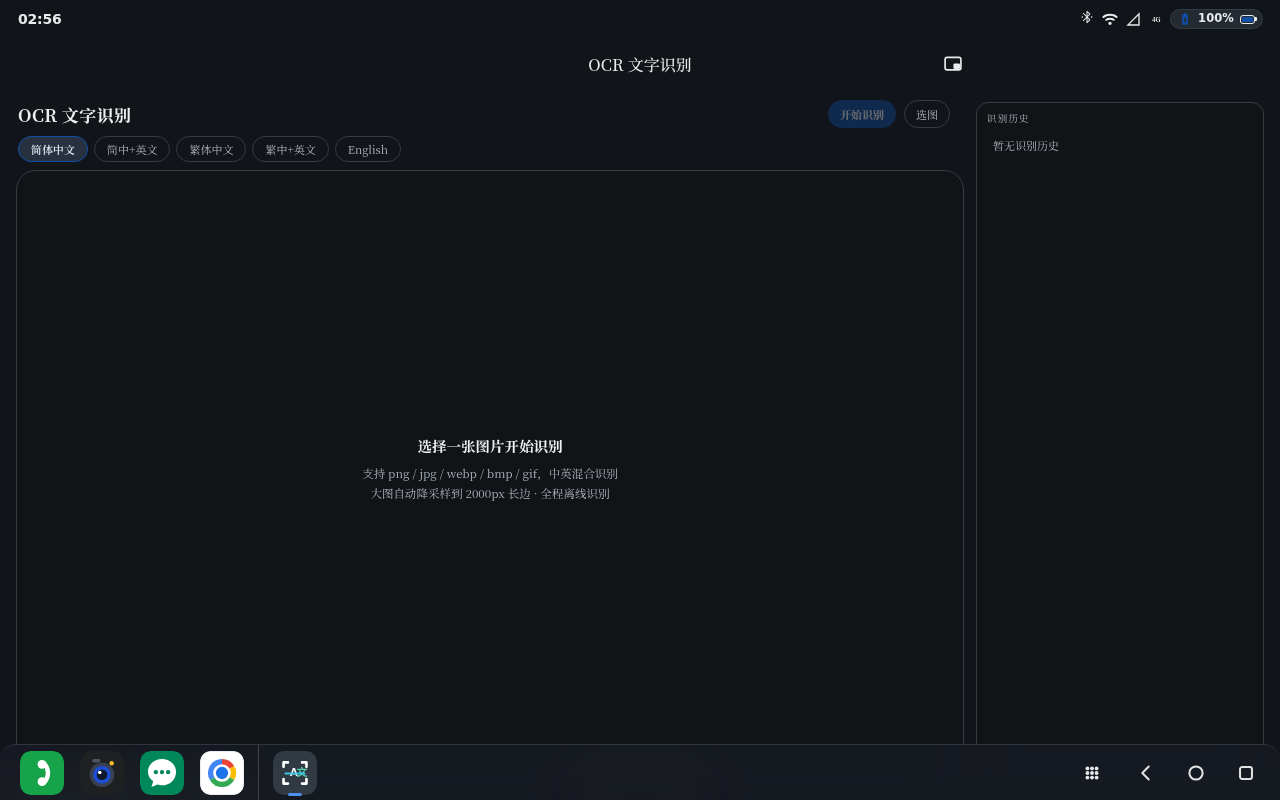 02:56
4G
100%
OCR 文字识别
OCR 文字识别
开始识别
选图
简体中文
简中+英文
繁体中文
繁中+英文
English
识别历史
暂无识别历史
选择一张图片开始识别
支持 png / jpg / webp / bmp / gif，中英混合识别
大图自动降采样到 2000px 长边 · 全程离线识别